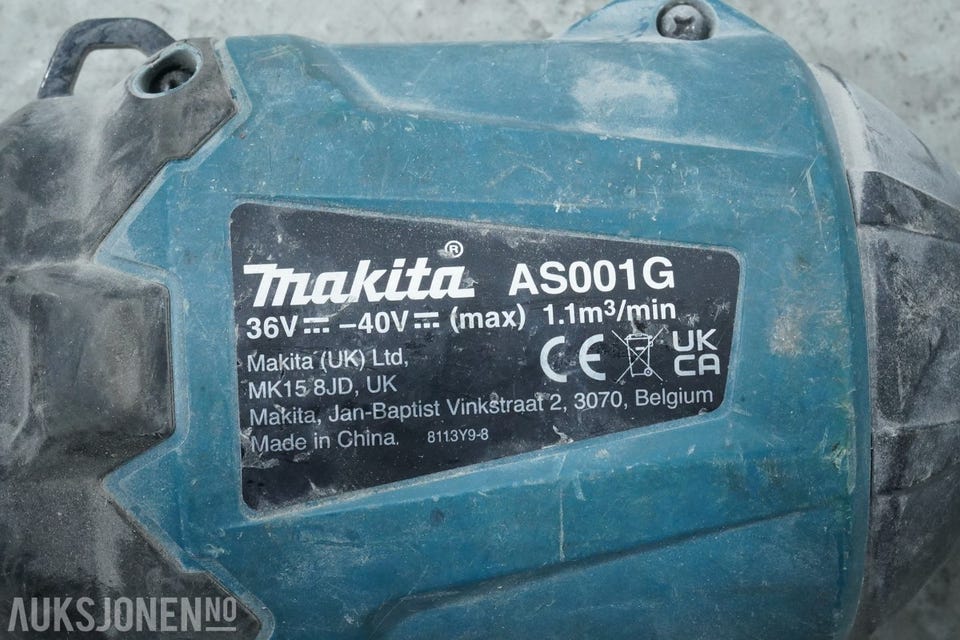 makita® AS001G
36V⎓ –40V⎓ (max) 1.1m³/min
CE UK CA
Makita (UK) Ltd,
MK15 8JD, UK
Makita, Jan-Baptist Vinkstraat 2, 3070, Belgium
Made in China. 8113Y9-8
AUKSJONEN.NO